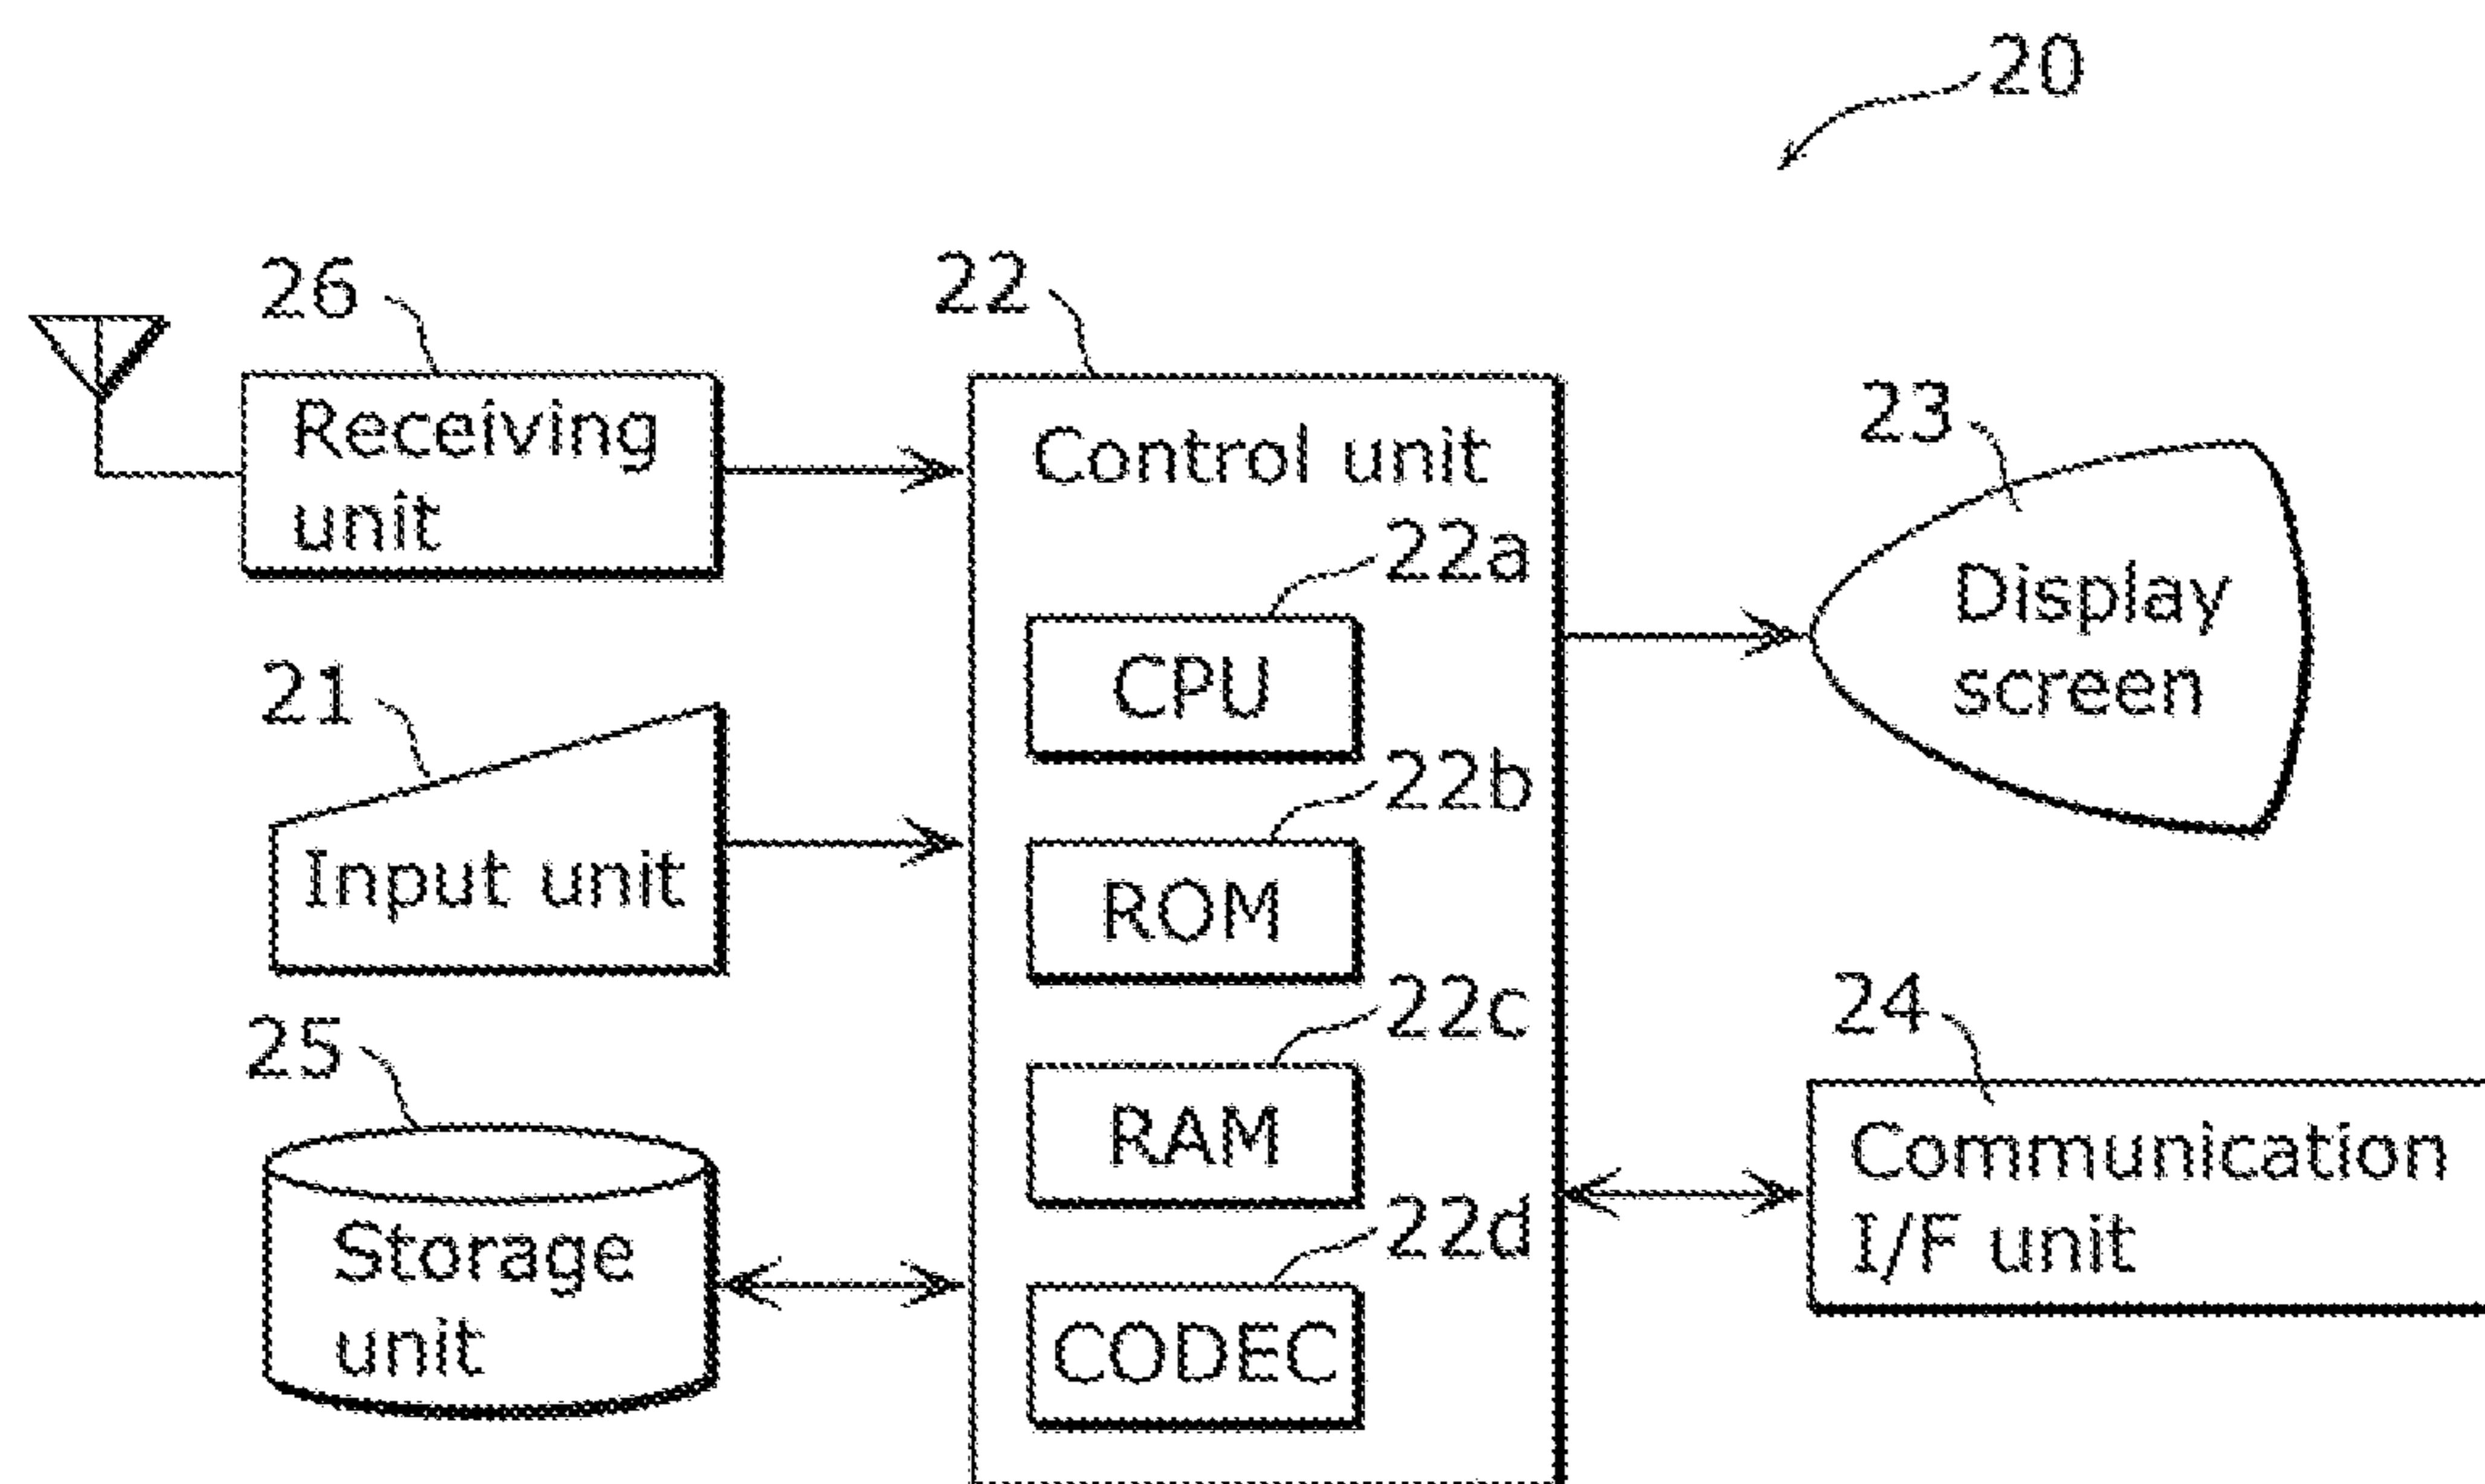 20
26
22
Receiving
unit
Control unit
23
22a
CPU
Display
screen
21
Input unit
22b
ROM
25
Storage
unit
22c
RAM
24
Communication
I/F unit
22d
CODEC